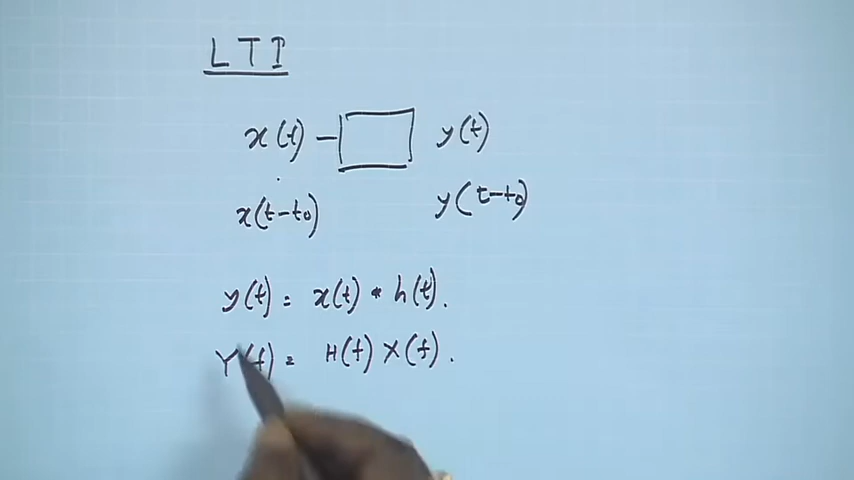 LTI
x(t) y(t)
x(t-t0) y(t-t0)
y(t) = x(t) * h(t).
Y(f) = H(f) X(f).